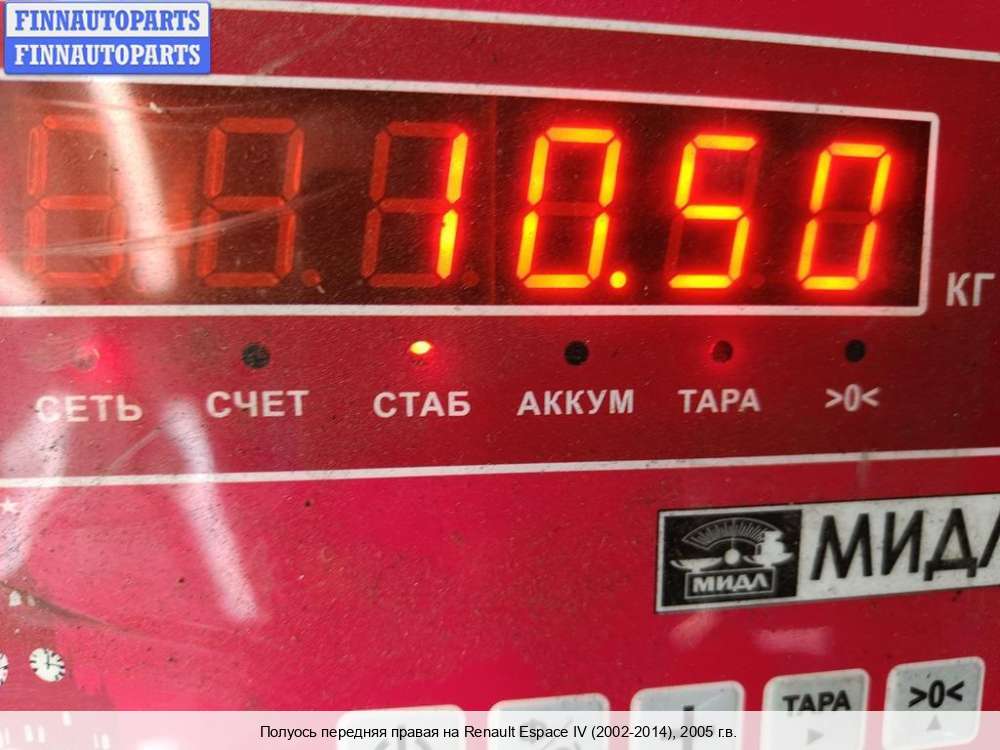 FINNAUTOPARTS
FINNAUTOPARTS
10.50
КГ
СЕТЬ СЧЕТ СТАБ АККУМ ТАРА >0<
МИДЛ МИДЛ
ТАРА >0<
Полуось передняя правая на Renault Espace IV (2002-2014), 2005 г.в.